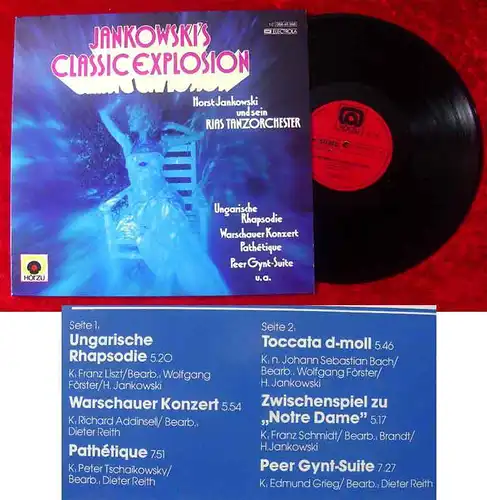 JANKOWSKI'S
CLASSIC EXPLOSION
EMI ELECTROLA
Horst Jankowski
und sein
RIAS TANZORCHESTER
Ungarische
Rhapsodie
Warschauer Konzert
Pathétique
Peer Gynt-Suite
u.a.
HÖRZU
Seite 1:
Ungarische
Rhapsodie 5.20
K: Franz Liszt/Bearb.: Wolfgang
Förster/H. Jankowski
Warschauer Konzert 5.54
K: Richard Addinsell/ Bearb.:
Dieter Reith
Pathétique 7.51
K: Peter Tschaikowsky/
Bearb.: Dieter Reith
Seite 2:
Toccata d-moll 5.46
K: n. Johann Sebastian Bach/
Bearb.: Wolfgang Förster/
H. Jankowski
Zwischenspiel zu
„Notre Dame” 5.17
K: Franz Schmidt/ Bearb.: Brandt/
H.Jankowski
Peer Gynt-Suite 7.27
K: Edmund Grieg/ Bearb.: Dieter Reith